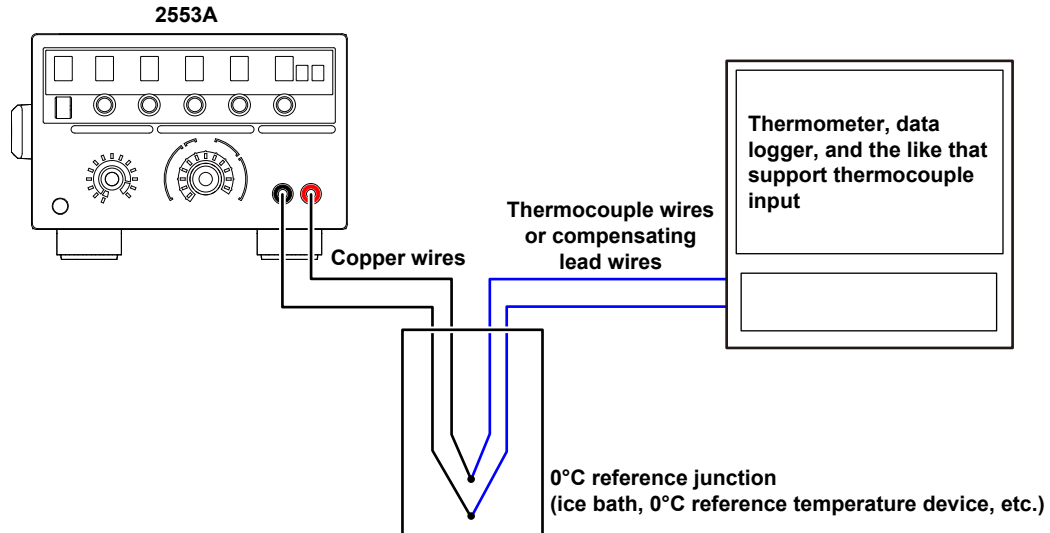 2553A
Thermometer, data
logger, and the like that
support thermocouple
input
Thermocouple wires
or compensating
lead wires
Copper wires
0°C reference junction
(ice bath, 0°C reference temperature device, etc.)